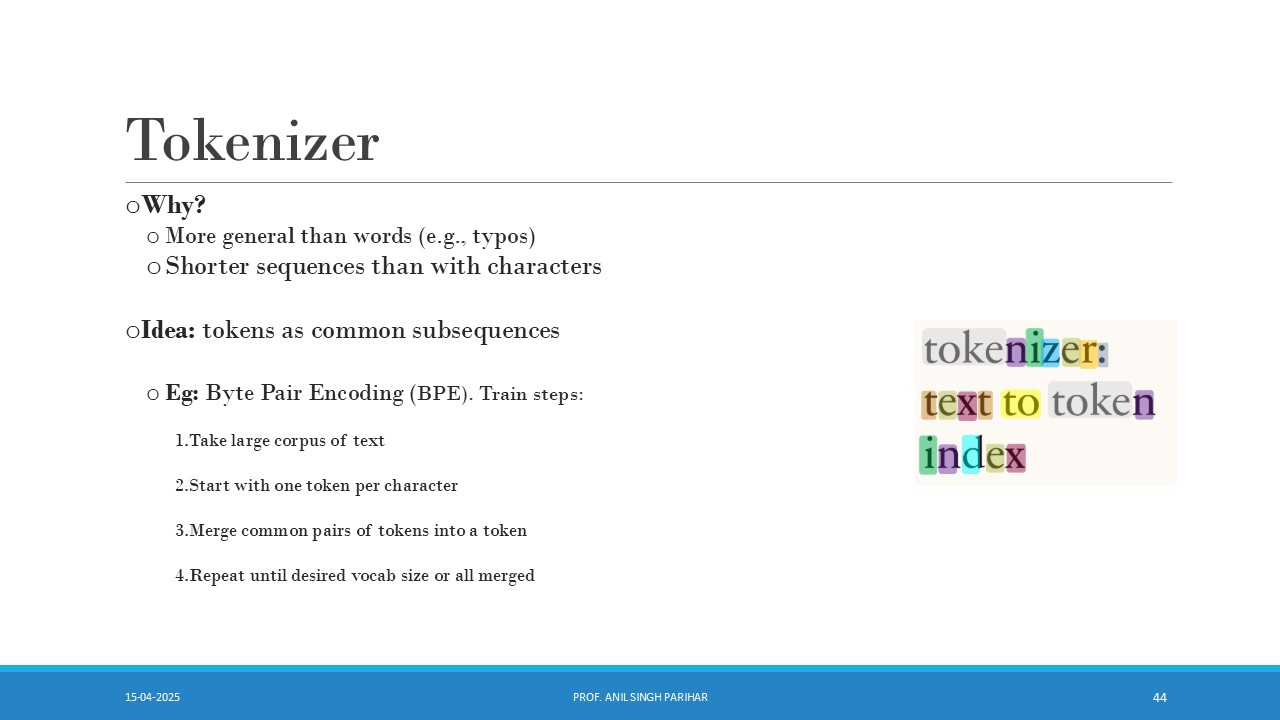 Tokenizer
oWhy?
o More general than words (e.g., typos)
o Shorter sequences than with characters
oIdea: tokens as common subsequences
o Eg: Byte Pair Encoding (BPE). Train steps:
1.Take large corpus of text
2.Start with one token per character
3.Merge common pairs of tokens into a token
4.Repeat until desired vocab size or all merged
tokenizer:
text to token
index
15-04-2025
PROF. ANIL SINGH PARIHAR
44